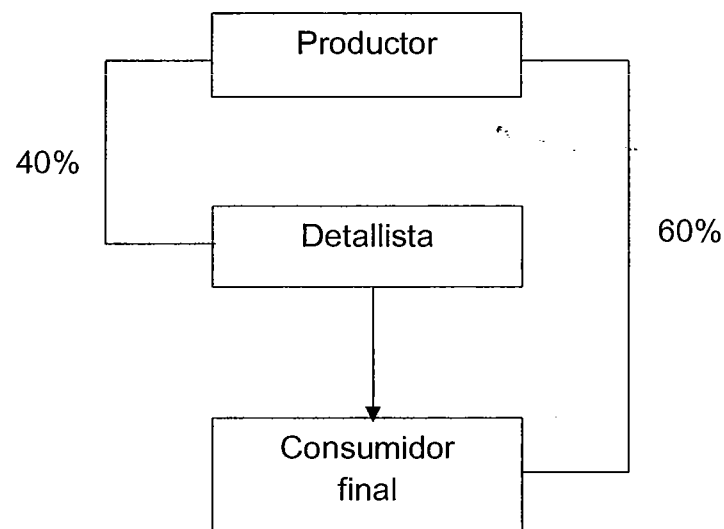 Productor
40%
Detallista
60%
Consumidor
final